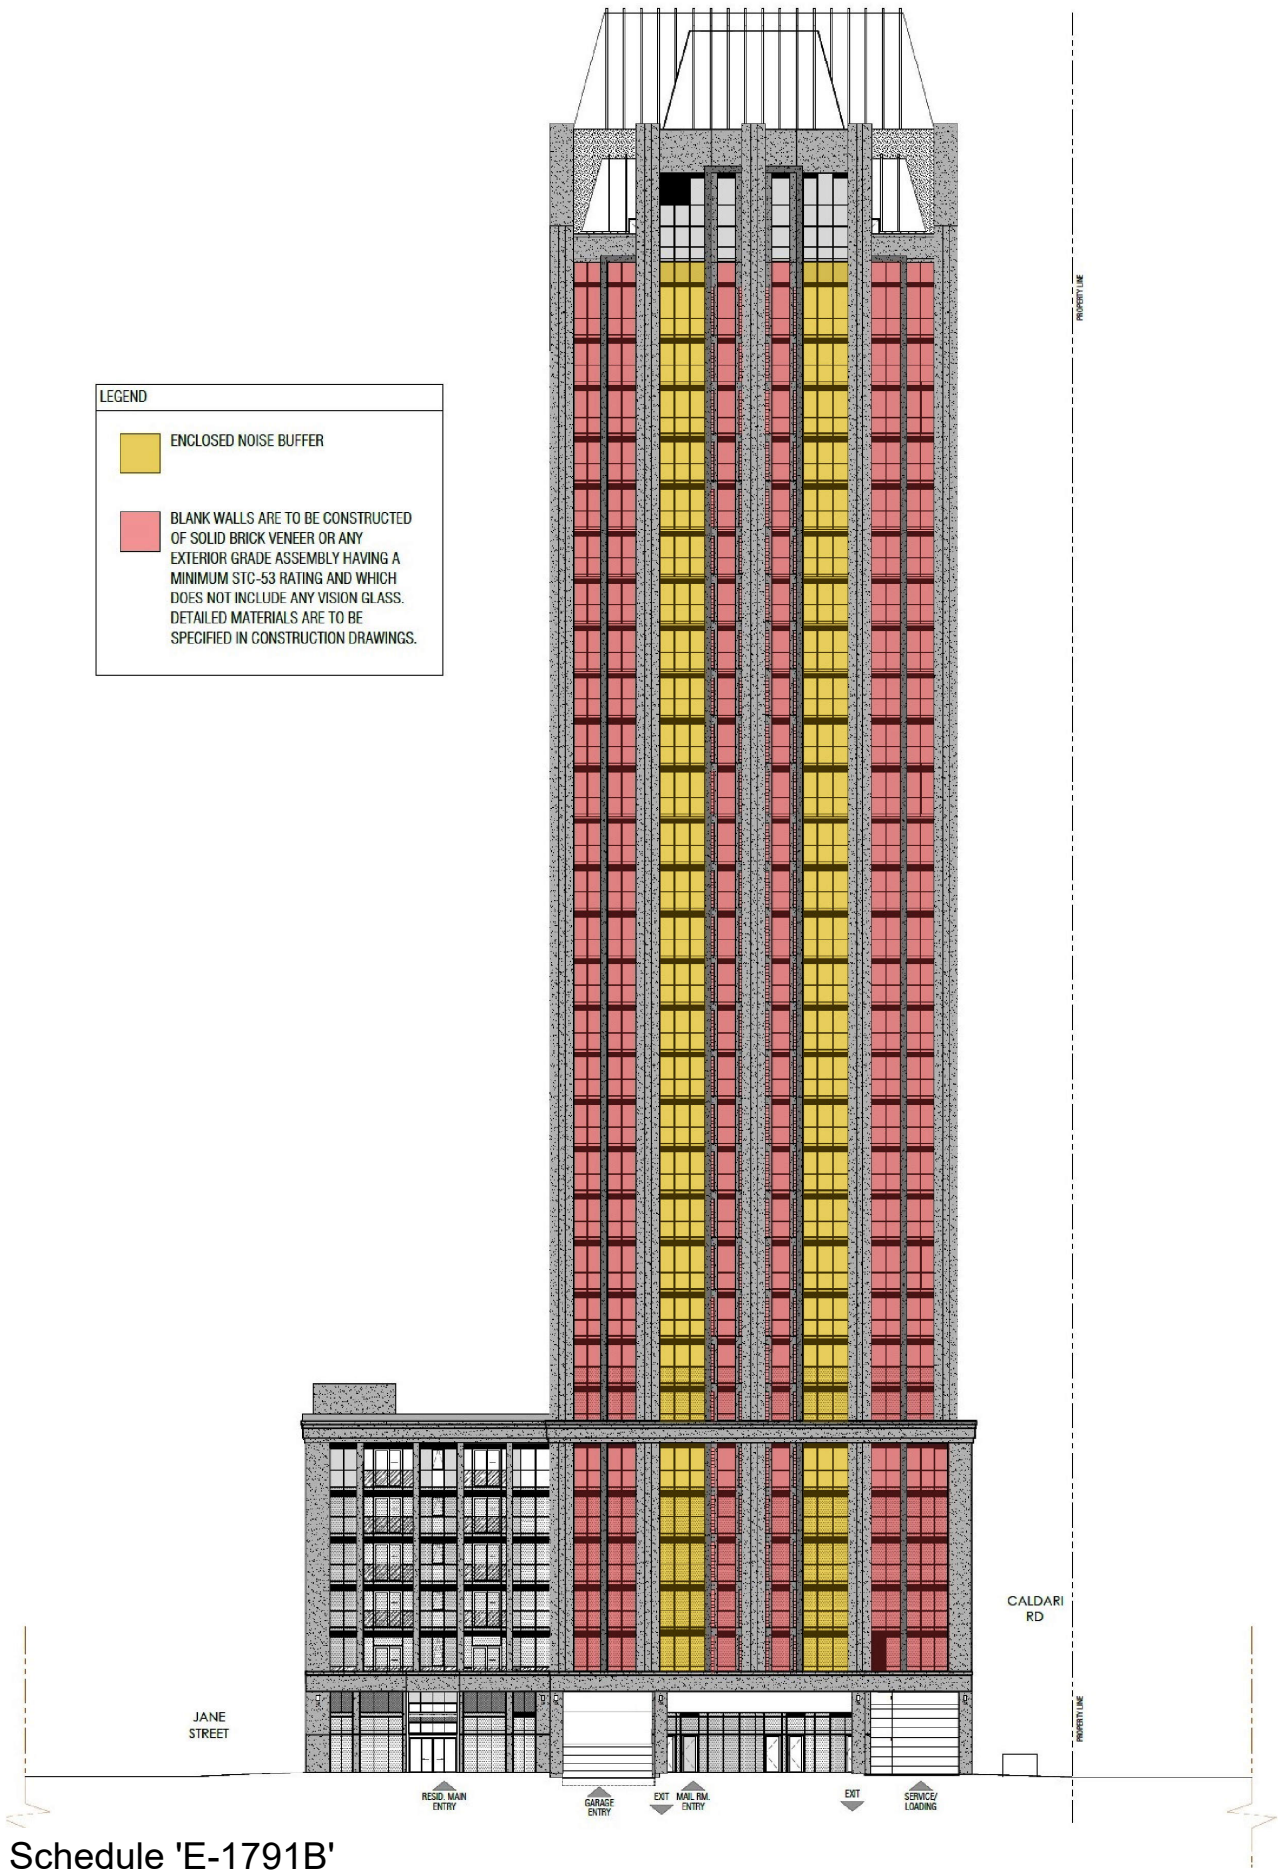 PROPERTY LINE
LEGEND
ENCLOSED NOISE BUFFER
BLANK WALLS ARE TO BE CONSTRUCTED
OF SOLID BRICK VENEER OR ANY
EXTERIOR GRADE ASSEMBLY HAVING A
MINIMUM STC-53 RATING AND WHICH
DOES NOT INCLUDE ANY VISION GLASS.
DETAILED MATERIALS ARE TO BE
SPECIFIED IN CONSTRUCTION DRAWINGS.
CALDARI
RD
JANE
STREET
PROPERTY LINE
RESID. MAIN
ENTRY
GARAGE
ENTRY
EXIT
MAIL RM.
ENTRY
EXIT
SERVICE/
LOADING
Schedule 'E-1791B'